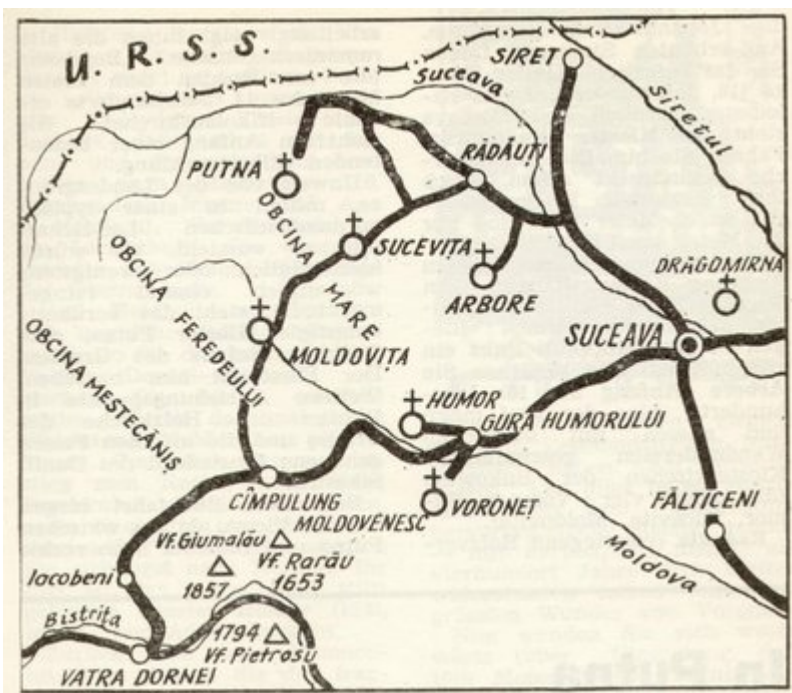 U. R. S. S.
SIRET
Suceava
Siretul
PUTNA
RĂDĂUȚI
OBCINA MARE
SUCEVIȚA
OBCINA FEREDEULUI
ARBORE
DRAGOMIRNA
OBCINA MESTECĂNIȘ
MOLDOVIȚA
SUCEAVA
HUMOR
GURA HUMORULUI
CÎMPULUNG
MOLDOVENESC
VORONEȚ
FĂLTICENI
Vf. Giumalău
1857
Vf. Rarău
1653
Moldova
Iacobeni
Bistrița
1794
Vf. Pietrosu
VATRA DORNEI